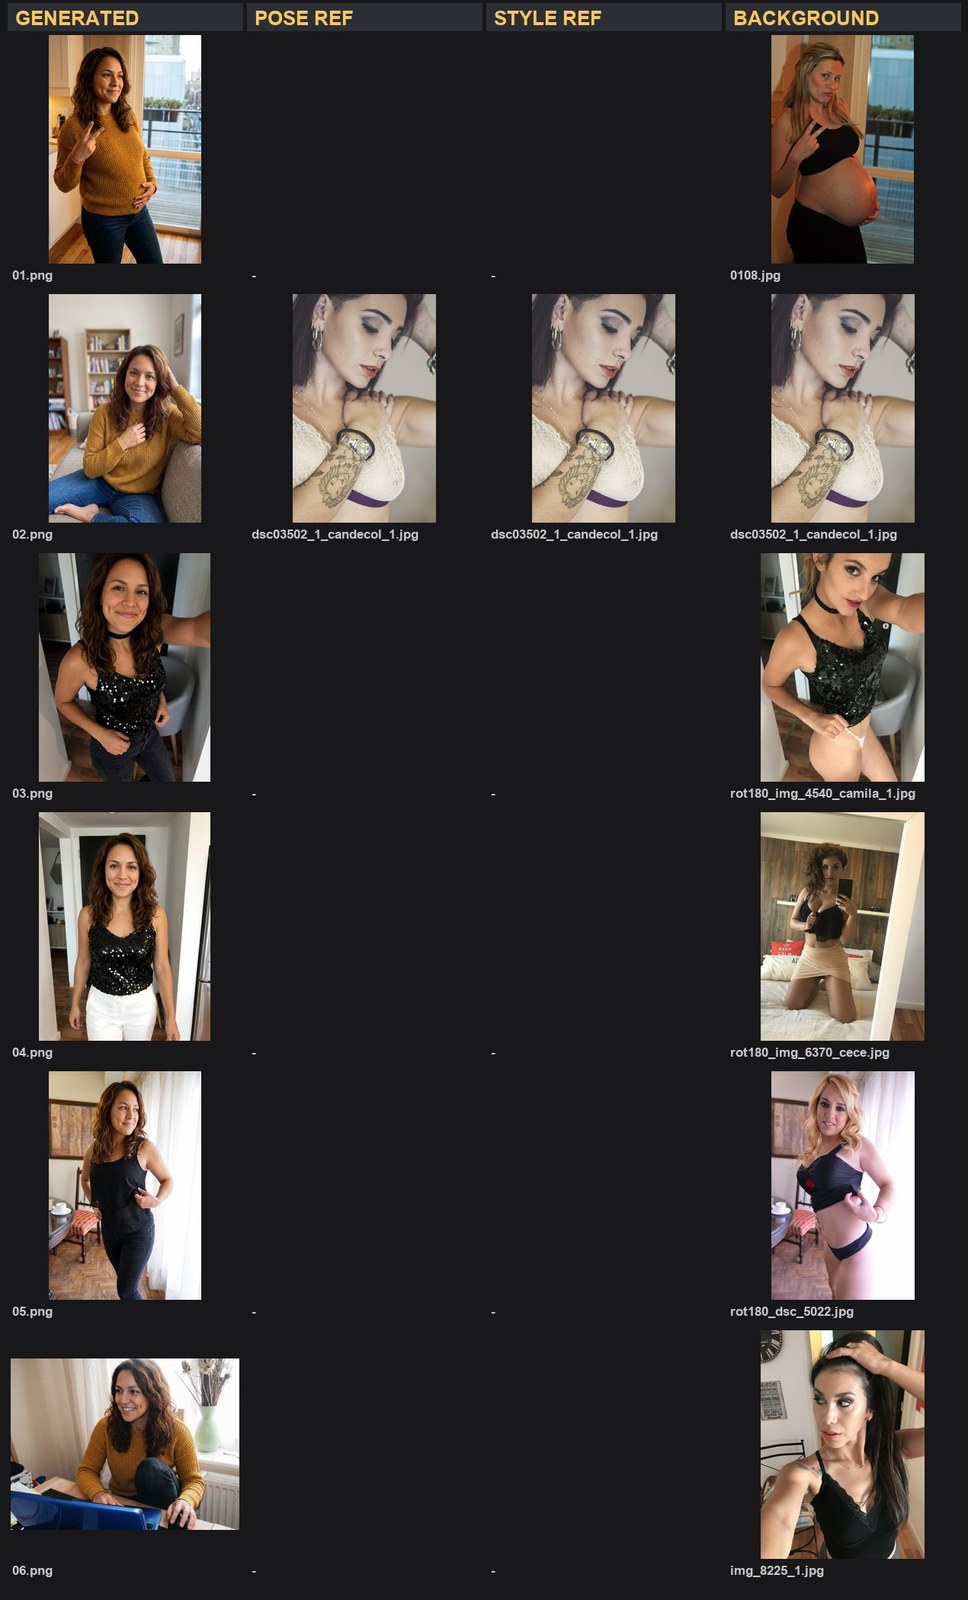 GENERATED POSE REF STYLE REF BACKGROUND
01.png - - 0108.jpg
02.png dsc03502_1_candecol_1.jpg dsc03502_1_candecol_1.jpg dsc03502_1_candecol_1.jpg
03.png - - rot180_img_4540_camila_1.jpg
KEEP
04.png - - rot180_img_6370_cece.jpg
05.png - - rot180_dsc_5022.jpg
06.png - - img_8225_1.jpg